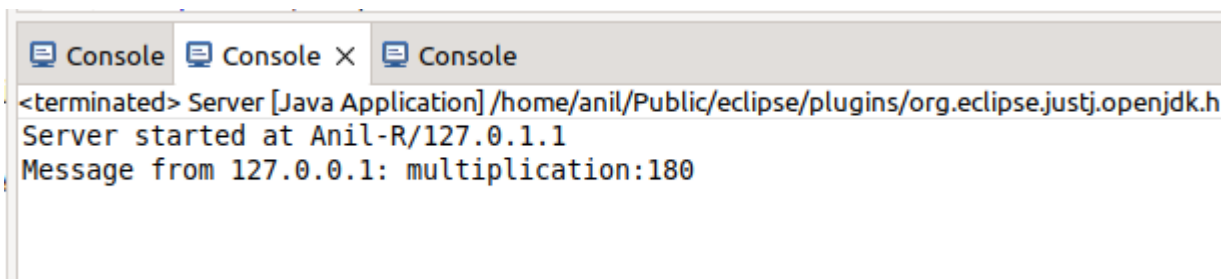 Console Console Console
<terminated> Server [Java Application] /home/anil/Public/eclipse/plugins/org.eclipse.justj.openjdk.h
Server started at Anil-R/127.0.1.1
Message from 127.0.0.1: multiplication:180